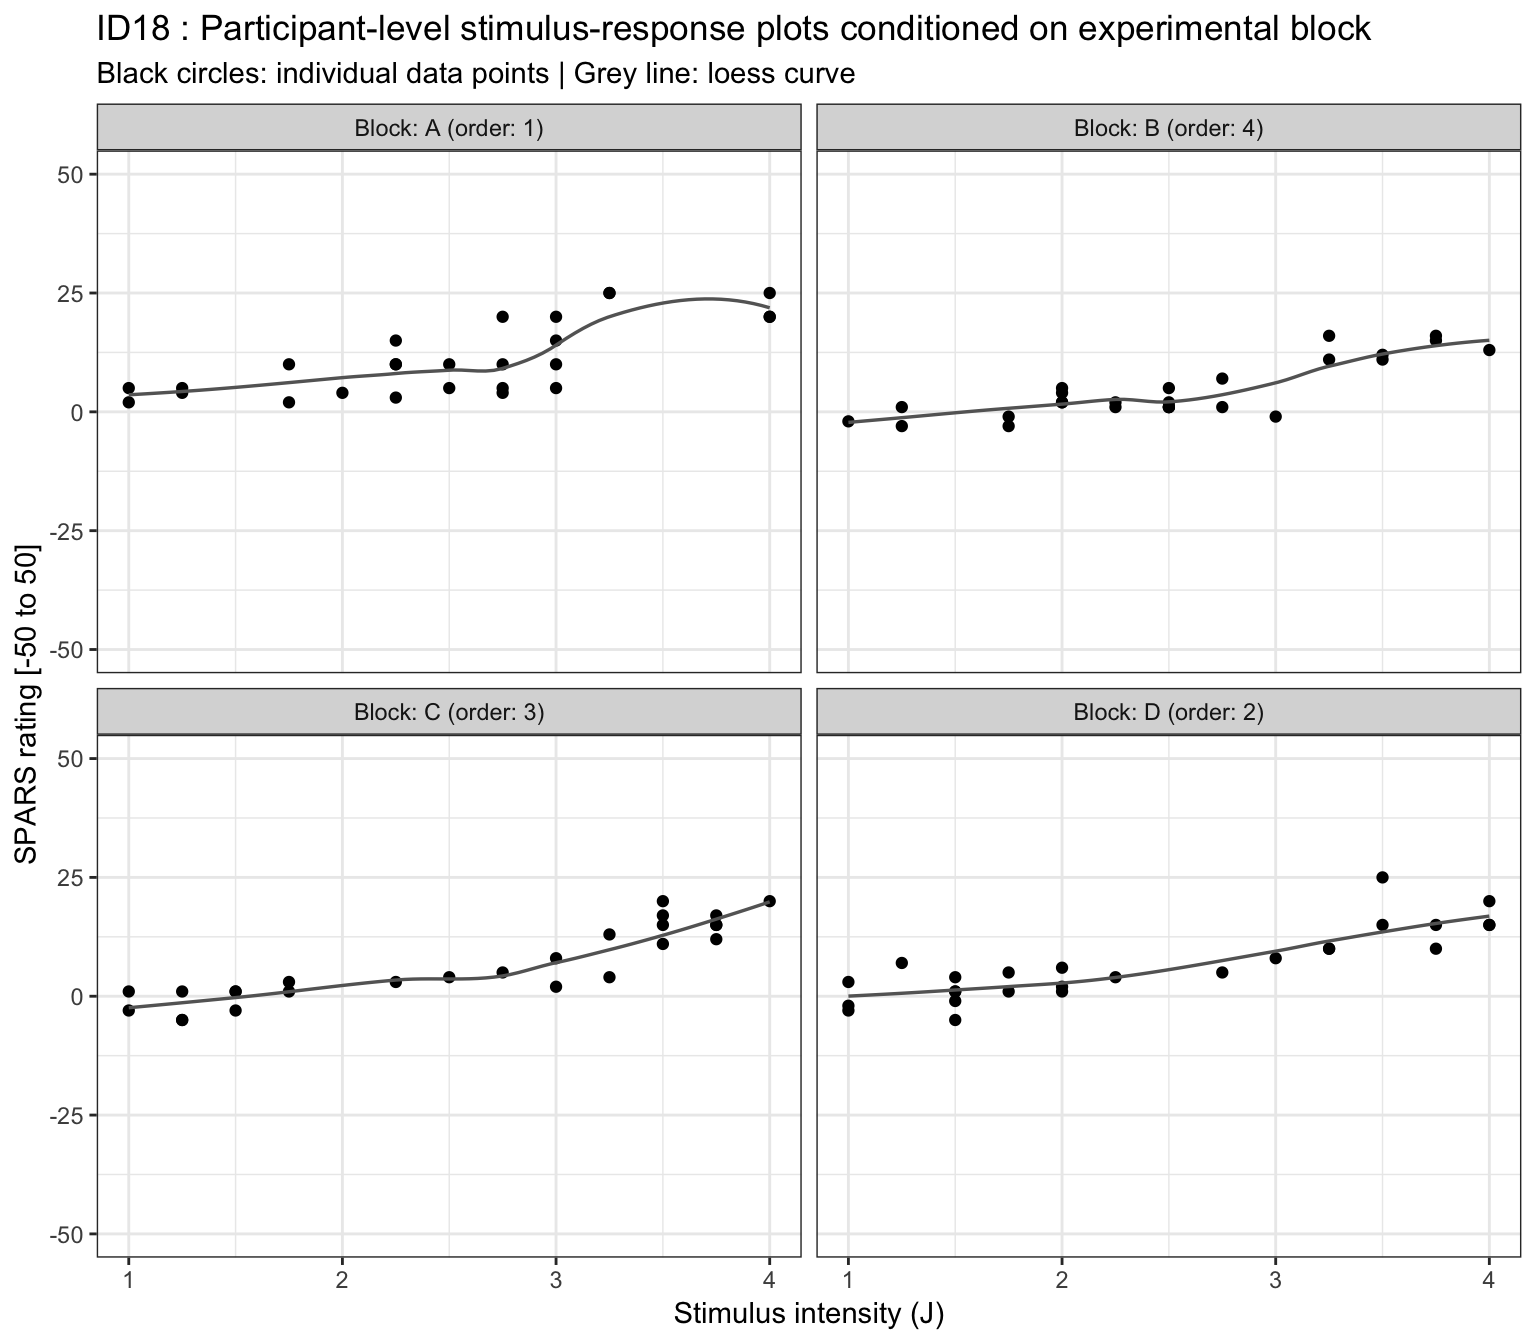 ID18 : Participant-level stimulus-response plots conditioned on experimental block
Black circles: individual data points | Grey line: loess curve
Block: A (order: 1)
Block: B (order: 4)
50
25
0
-25
-50
Block: C (order: 3)
Block: D (order: 2)
50
25
0
-25
-50
SPARS rating [-50 to 50]
1 2 3 4 1 2 3 4
Stimulus intensity (J)